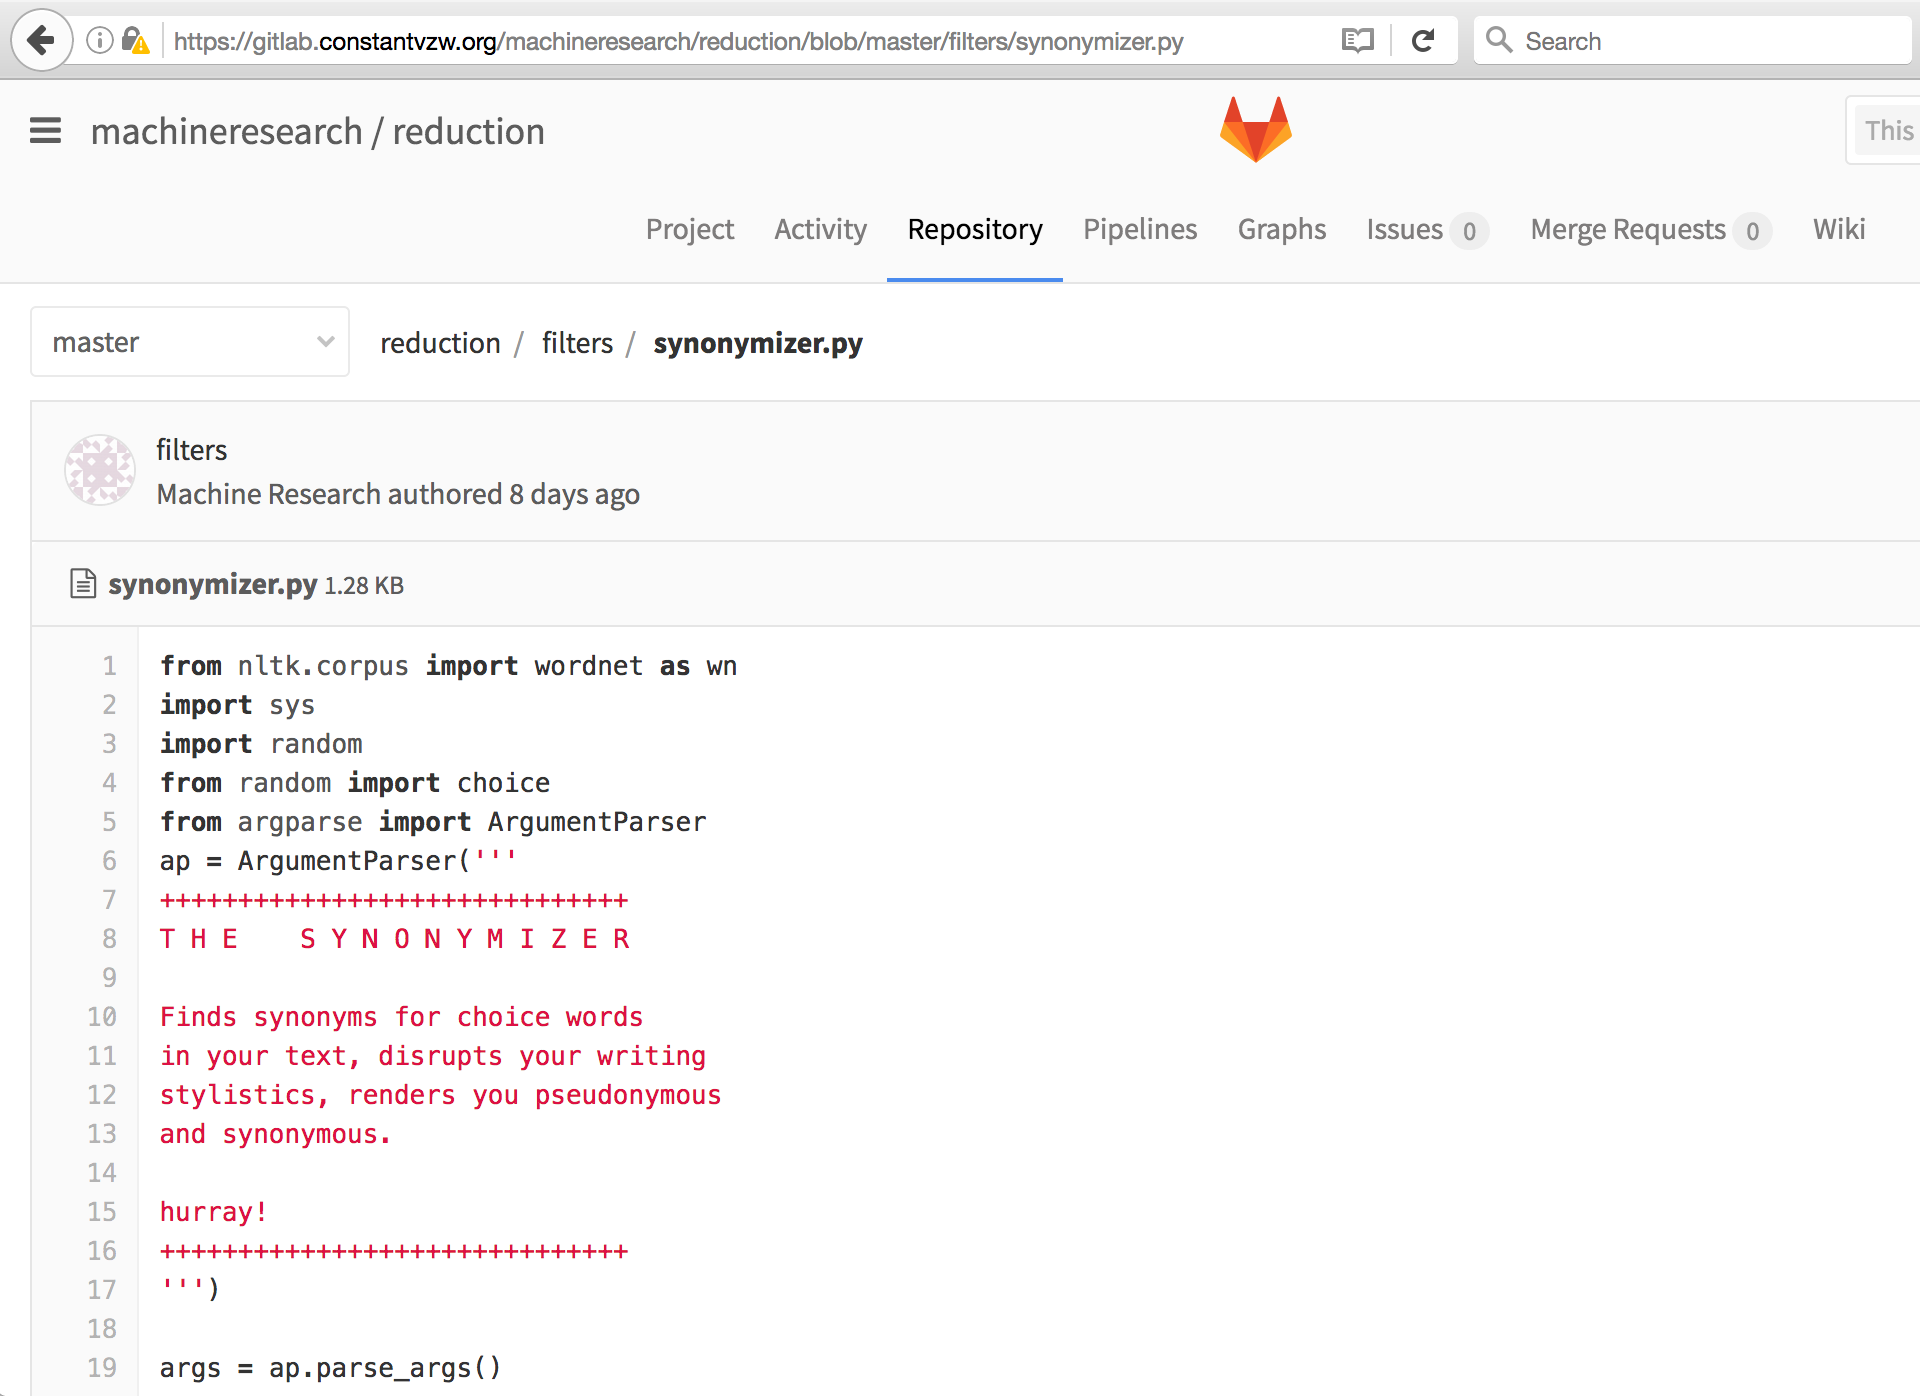 https://gitlab.constantvzw.org/machineresearch/reduction/blob/master/filters/synonymizer.py
Search
machineresearch / reduction
This
Project Activity Repository Pipelines Graphs Issues 0 Merge Requests 0 Wiki
master
reduction / filters / synonymizer.py
filters
Machine Research authored 8 days ago
synonymizer.py 1.28 KB
1 from nltk.corpus import wordnet as wn
2 import sys
3 import random
4 from random import choice
5 from argparse import ArgumentParser
6 ap = ArgumentParser('''
7 ++++++++++++++++++++++++++++++
8 T H E    S Y N O N Y M I Z E R
9
10 Finds synonyms for choice words
11 in your text, disrupts your writing
12 stylistics, renders you pseudonymous
13 and synonymous.
14
15 hurray!
16 ++++++++++++++++++++++++++++++
17 ''')
18
19 args = ap.parse_args()